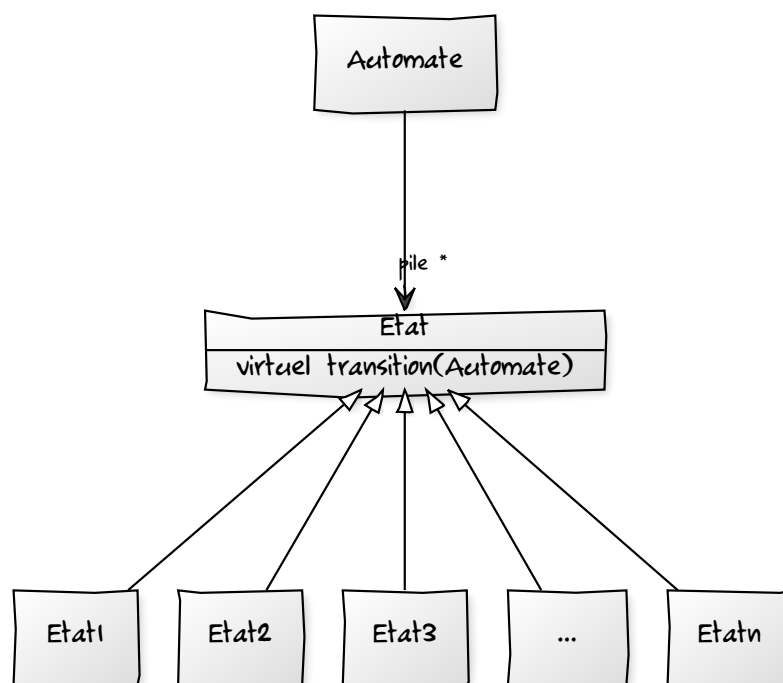 Automate
pile *
Etat
virtuel transition(Automate)
Etat1
Etat2
Etat3
...
Etatn